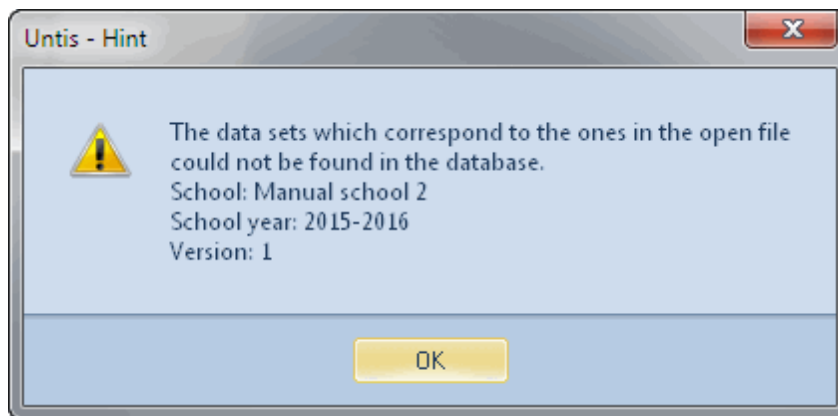 Untis - Hint
The data sets which correspond to the ones in the open file
could not be found in the database.
School: Manual school 2
School year: 2015-2016
Version: 1
OK